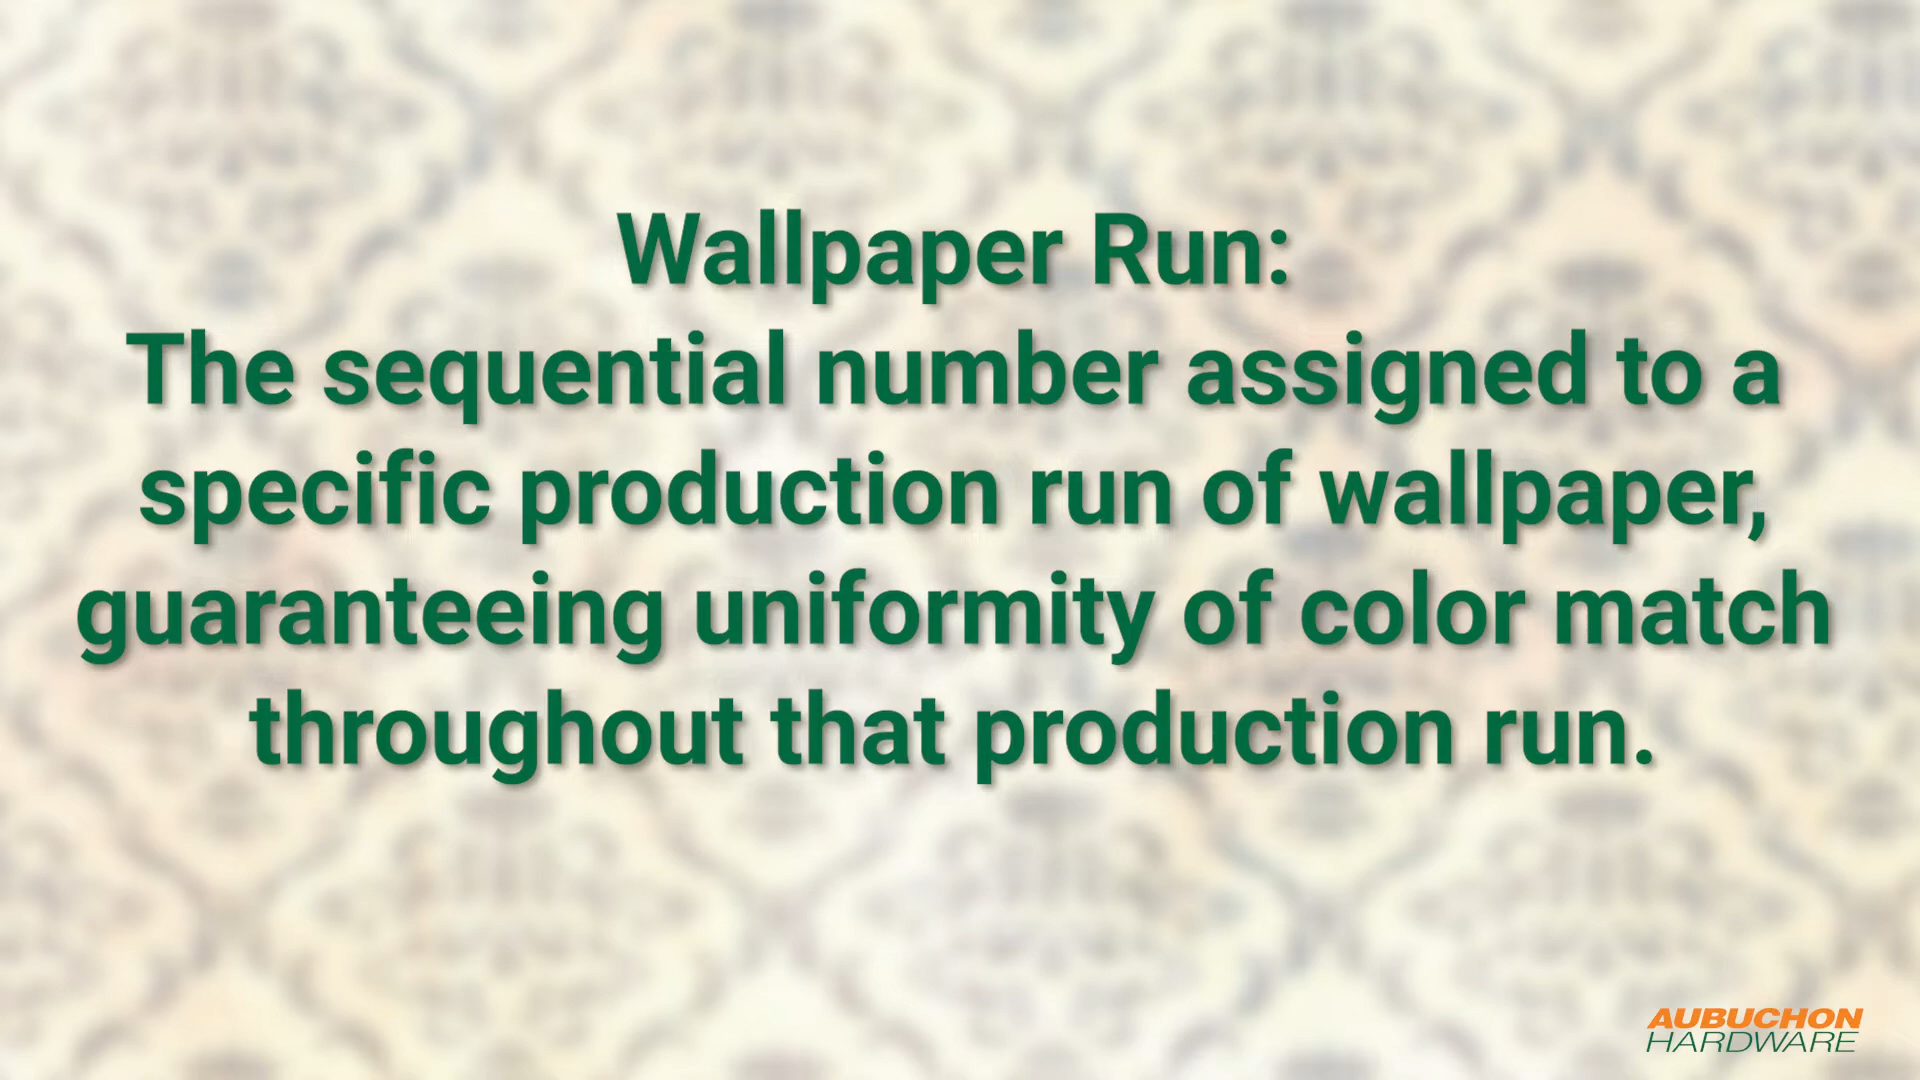 Wallpaper Run:
The sequential number assigned to a
specific production run of wallpaper,
guaranteeing uniformity of color match
throughout that production run.
AUBUCHON
HARDWARE